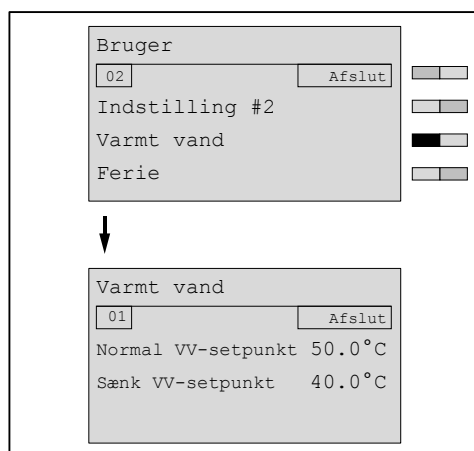 Bruger
02 Afslut
Indstilling #2
Varmt vand
Ferie
Varmt vand
01 Afslut
Normal VV-setpunkt 50.0°C
Sænk VV-setpunkt 40.0°C